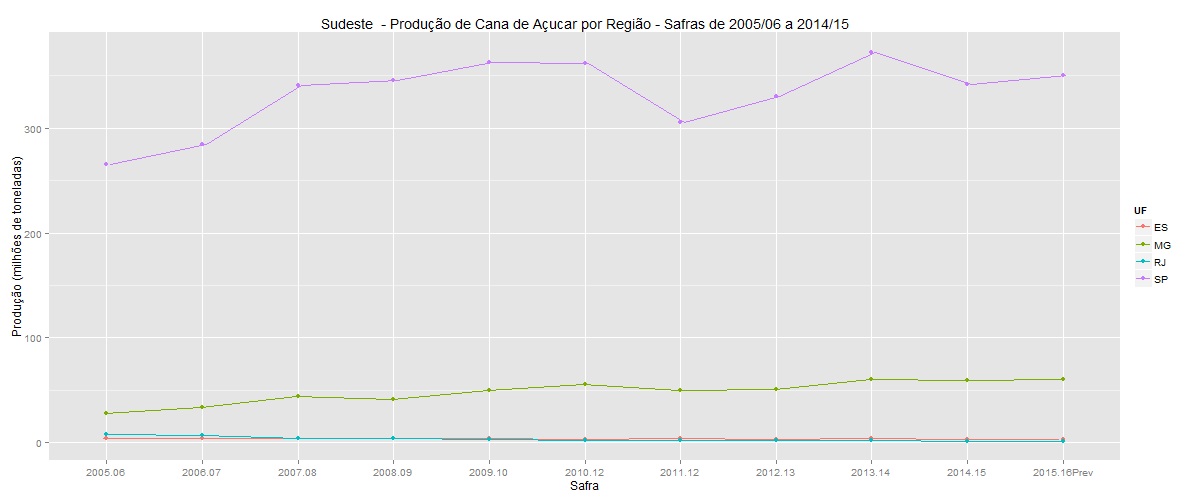 Sudeste  - Produção de Cana de Açucar por Região - Safras de 2005/06 a 2014/15
Produção (milhões de toneladas)
300
200
100
0
2005.06 2006.07 2007.08 2008.09 2009.10 2010.12 2011.12 2012.13 2013.14 2014.15 2015.16Prev
Safra
UF
ES
MG
RJ
SP